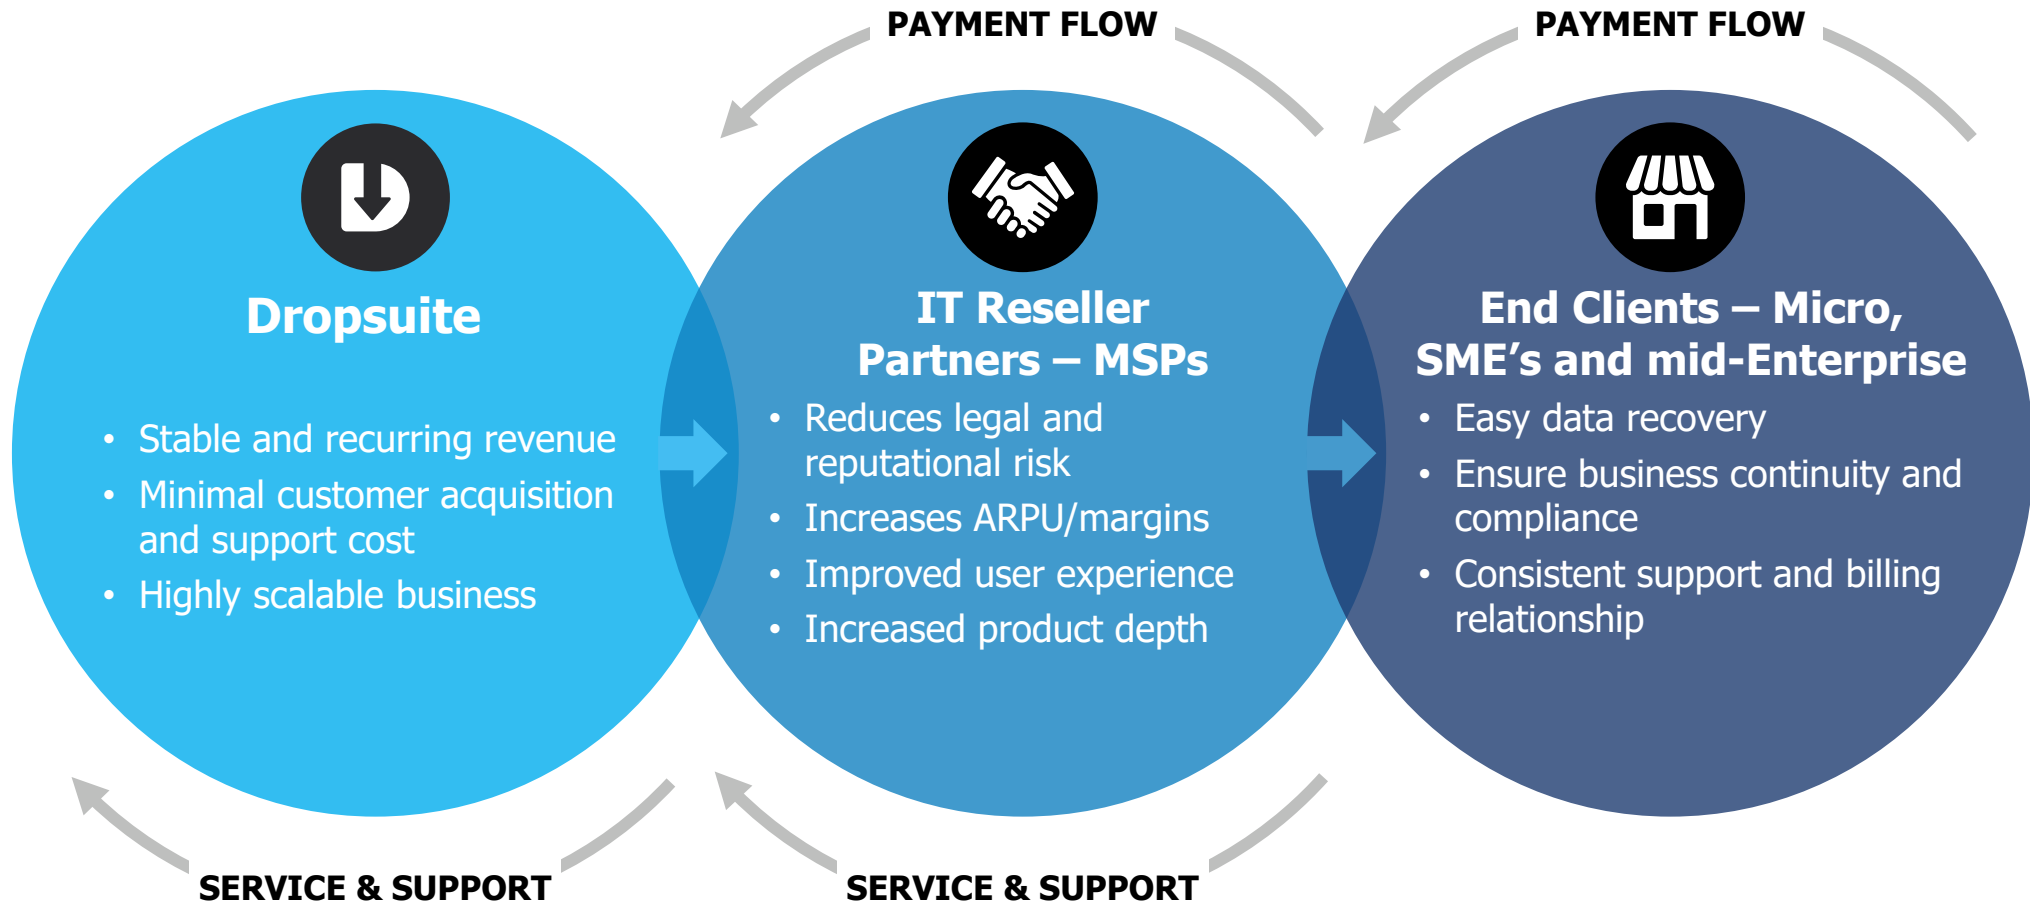 PAYMENT FLOW
PAYMENT FLOW
Dropsuite
• Stable and recurring revenue
• Minimal customer acquisition
and support cost
• Highly scalable business
IT Reseller
Partners – MSPs
• Reduces legal and
reputational risk
• Increases ARPU/margins
• Improved user experience
• Increased product depth
End Clients – Micro,
SME’s and mid-Enterprise
• Easy data recovery
• Ensure business continuity and
compliance
• Consistent support and billing
relationship
SERVICE & SUPPORT
SERVICE & SUPPORT